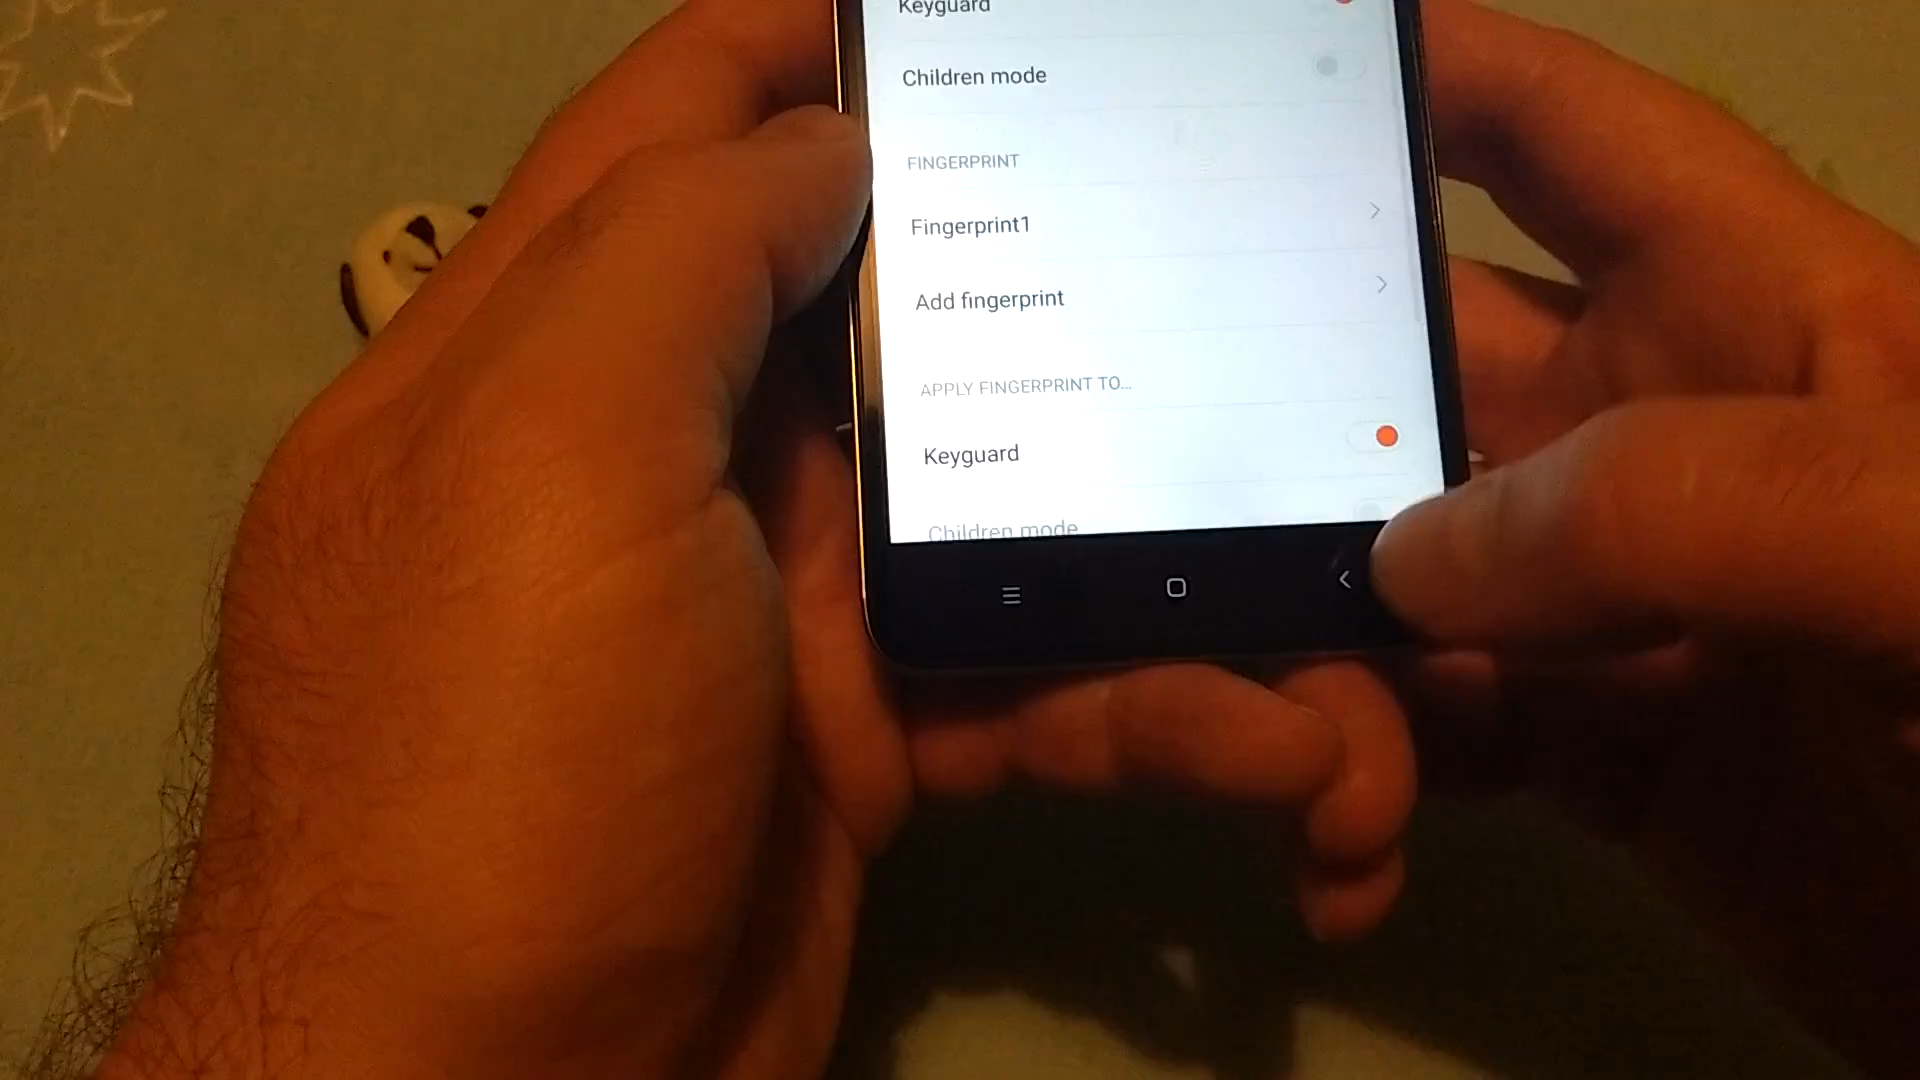 Keyguard
Children mode
FINGERPRINT
Fingerprint1
Add fingerprint
APPLY FINGERPRINT TO...
Keyguard
Children mode